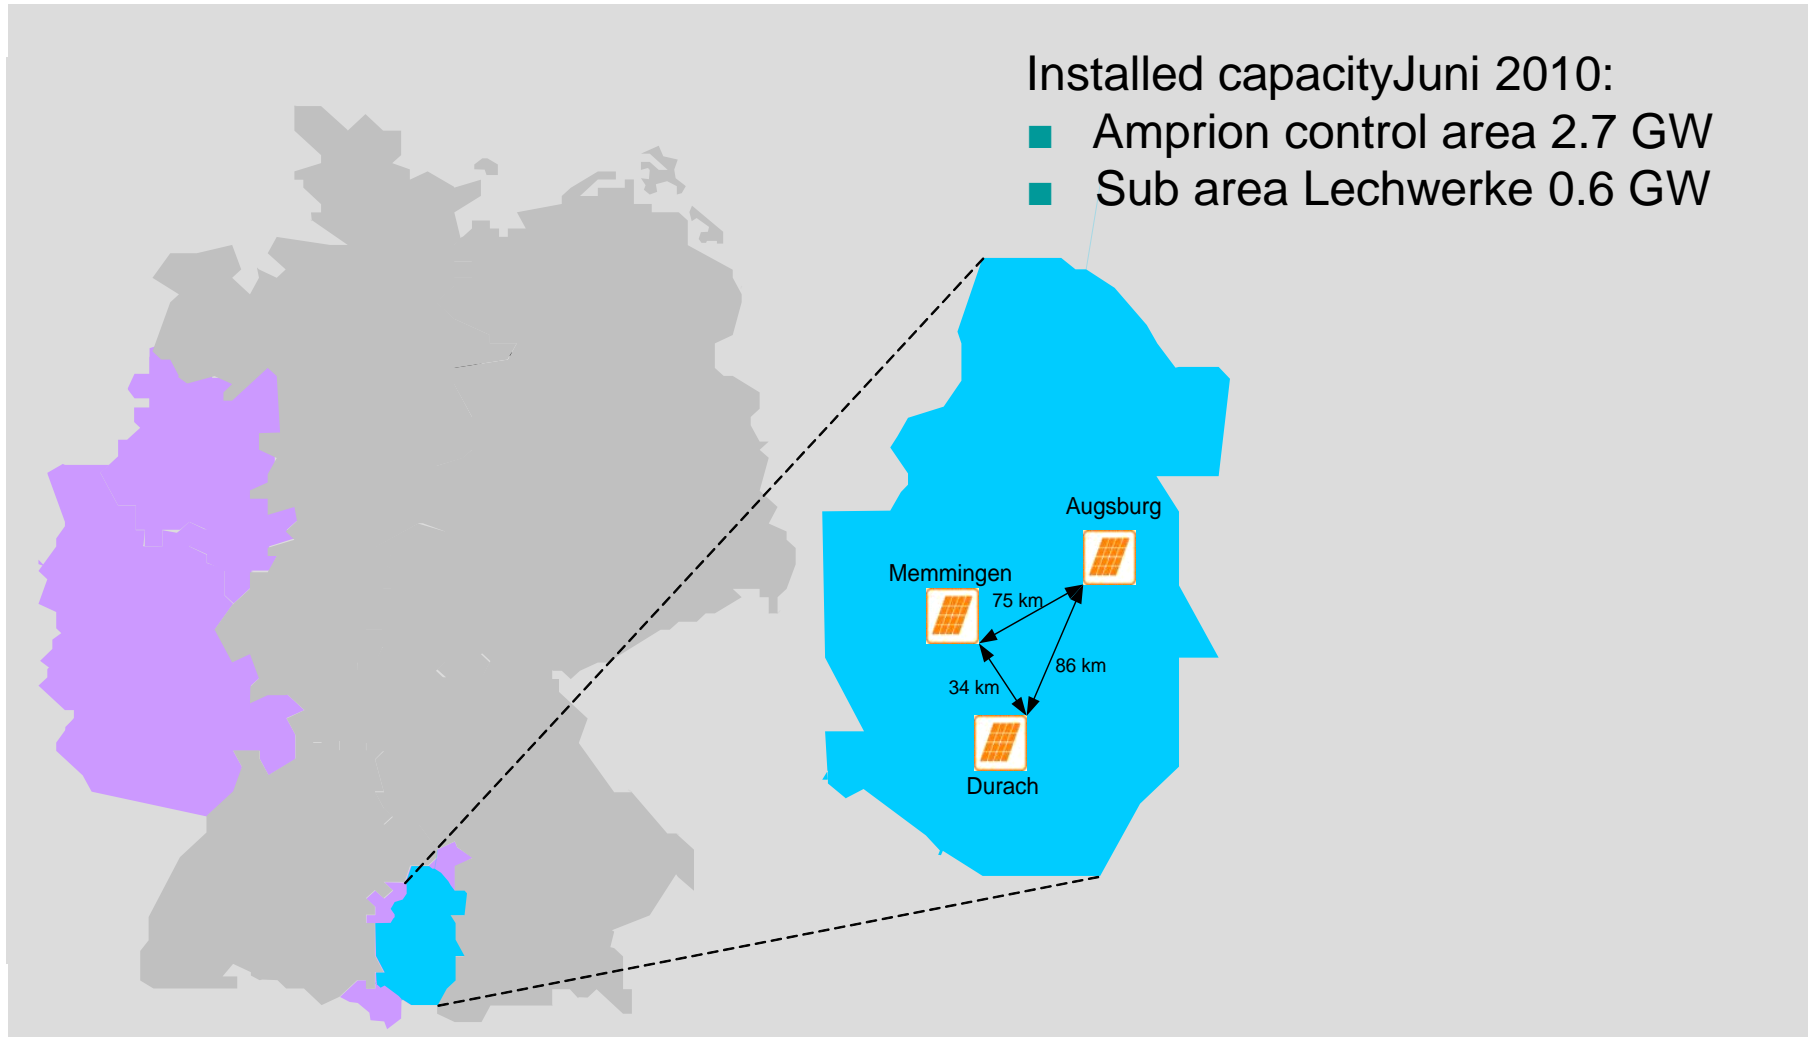 Installed capacityJuni 2010:
Amprion control area 2.7 GW
Sub area Lechwerke 0.6 GW
Augsburg
Memmingen
75 km
86 km
34 km
Durach